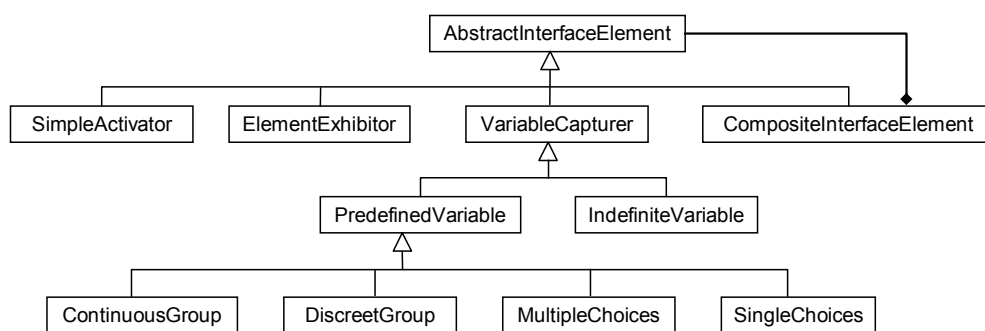 AbstractInterfaceElement
SimpleActivator
ElementExhibitor
VariableCapturer
CompositeInterfaceElement
PredefinedVariable
IndefiniteVariable
ContinuousGroup
DiscreetGroup
MultipleChoices
SingleChoices